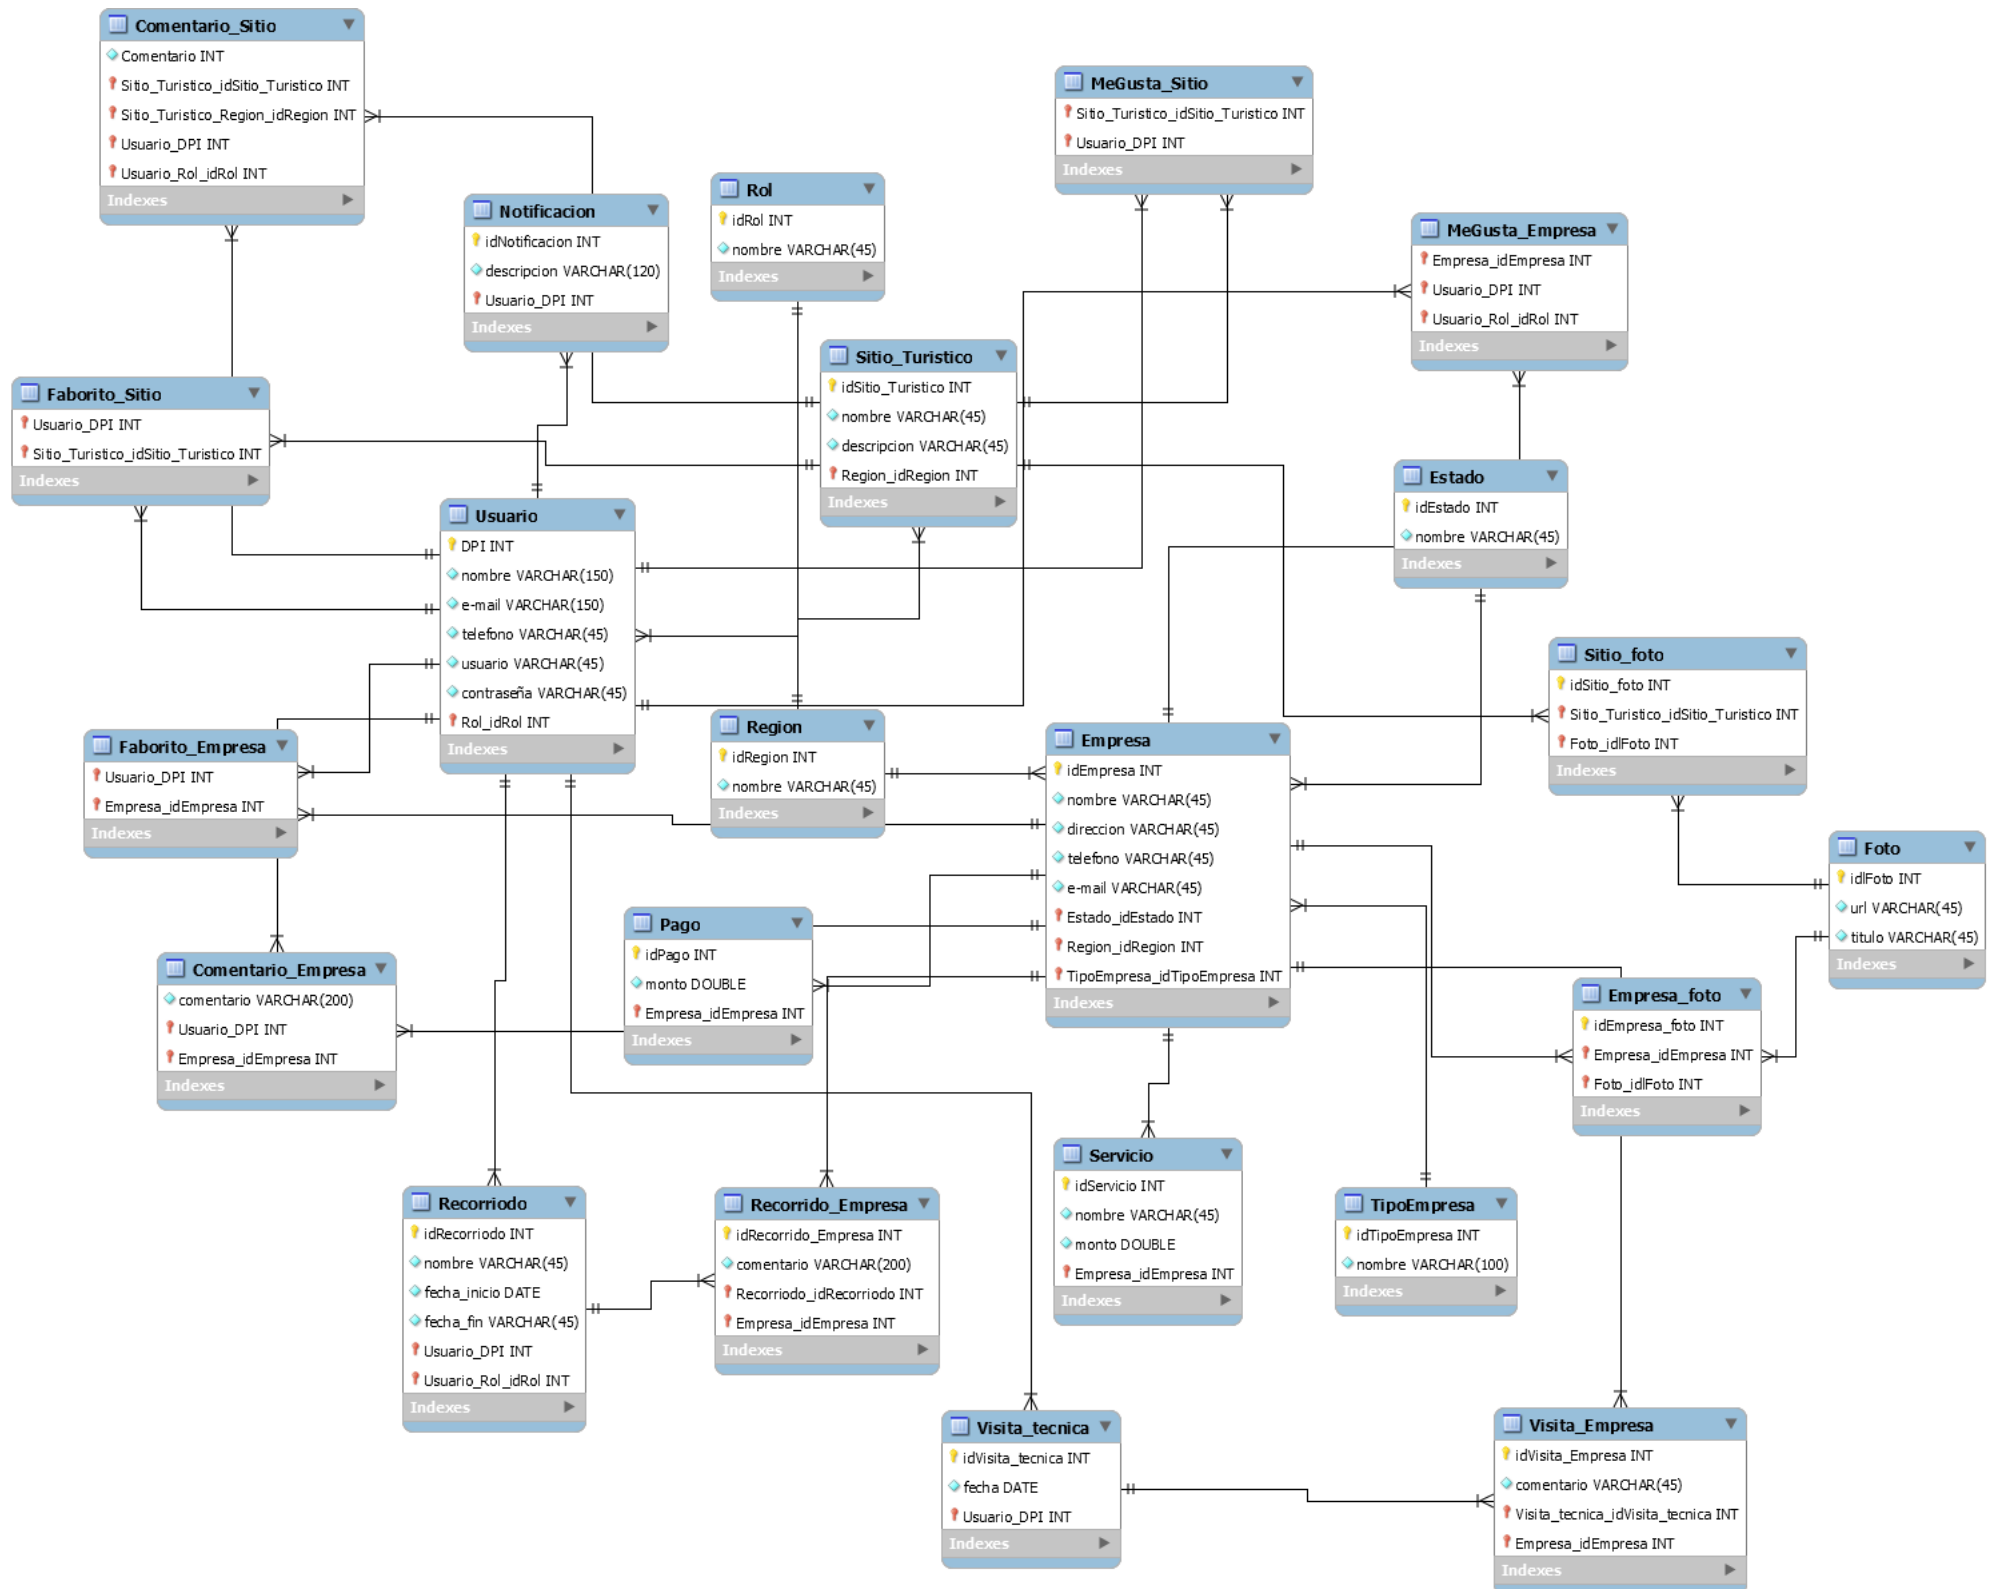 Comentario_Sitio
Comentario INT
Sitio_Turistico_idSitio_Turistico INT
Sitio_Turistico_Region_idRegion INT
Usuario_DPI INT
Usuario_Rol_idRol INT
Indexes
MeGusta_Sitio
Sitio_Turistico_idSitio_Turistico INT
Usuario_DPI INT
Indexes
Rol
idRol INT
nombre VARCHAR(45)
Indexes
Notificacion
idNotificacion INT
descripcion VARCHAR(120)
Usuario_DPI INT
Indexes
MeGusta_Empresa
Empresa_idEmpresa INT
Usuario_DPI INT
Usuario_Rol_idRol INT
Indexes
Sitio_Turistico
idSitio_Turistico INT
nombre VARCHAR(45)
descripcion VARCHAR(45)
Region_idRegion INT
Indexes
Faborito_Sitio
Usuario_DPI INT
Sitio_Turistico_idSitio_Turistico INT
Indexes
Estado
idEstado INT
nombre VARCHAR(45)
Indexes
Usuario
DPI INT
nombre VARCHAR(150)
e-mail VARCHAR(150)
telefono VARCHAR(45)
usuario VARCHAR(45)
contraseña VARCHAR(45)
Rol_idRol INT
Indexes
Sitio_foto
idSitio_foto INT
Sitio_Turistico_idSitio_Turistico INT
Foto_idlFoto INT
Indexes
Region
idRegion INT
nombre VARCHAR(45)
Indexes
Empresa
idEmpresa INT
nombre VARCHAR(45)
direccion VARCHAR(45)
telefono VARCHAR(45)
e-mail VARCHAR(45)
Estado_idEstado INT
Region_idRegion INT
TipoEmpresa_idTipoEmpresa INT
Indexes
Faborito_Empresa
Usuario_DPI INT
Empresa_idEmpresa INT
Indexes
Foto
idlFoto INT
url VARCHAR(45)
titulo VARCHAR(45)
Indexes
Pago
idPago INT
monto DOUBLE
Empresa_idEmpresa INT
Indexes
Comentario_Empresa
comentario VARCHAR(200)
Usuario_DPI INT
Empresa_idEmpresa INT
Indexes
Empresa_foto
idEmpresa_foto INT
Empresa_idEmpresa INT
Foto_idlFoto INT
Indexes
Servicio
idServicio INT
nombre VARCHAR(45)
monto DOUBLE
Empresa_idEmpresa INT
Indexes
Recorriodo
idRecorriodo INT
nombre VARCHAR(45)
fecha_inicio DATE
fecha_fin VARCHAR(45)
Usuario_DPI INT
Usuario_Rol_idRol INT
Indexes
Recorrido_Empresa
idRecorrido_Empresa INT
comentario VARCHAR(200)
Recorriodo_idRecorriodo INT
Empresa_idEmpresa INT
Indexes
TipoEmpresa
idTipoEmpresa INT
nombre VARCHAR(100)
Indexes
Visita_tecnica
idVisita_tecnica INT
fecha DATE
Usuario_DPI INT
Indexes
Visita_Empresa
idVisita_Empresa INT
comentario VARCHAR(45)
Visita_tecnica_idVisita_tecnica INT
Empresa_idEmpresa INT
Indexes